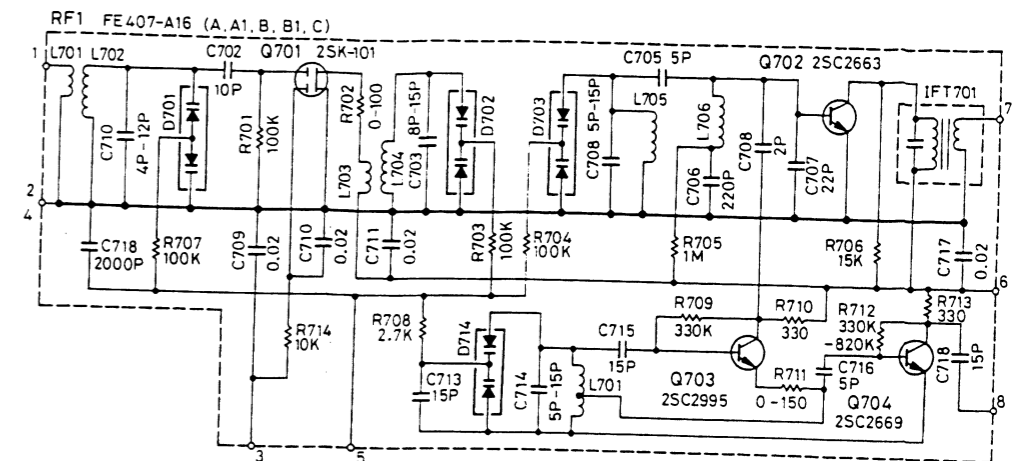 RF1 FE407-A16 (A, A1, B, B1, C)
1
L701 L702
C702
10P
Q701 2SK-101
C705 5P
Q702 2SC2663
IFT701
7
C710
4P-12P
D701
R701
100K
R702
0-100
L703
L704
C703
8P-15P
D702
D703
C708
5P-15P
L705
L706
C706
220P
C708
2P
C707
22P
2
4
C718
2000P
R707
100K
C709
0.02
C710
0.02
C711
0.02
R703
100K
R704
100K
R705
1M
R706
15K
C717
0.02
6
R714
10K
R708
2.7K
D714
C713
15P
C714
5P-15P
L701
C715
15P
R709
330K
R710
330
R712
330K
-820K
R713
330
Q703
2SC2995
R711
0-150
C716
5P
Q704
2SC2669
C718
15P
8
3
5